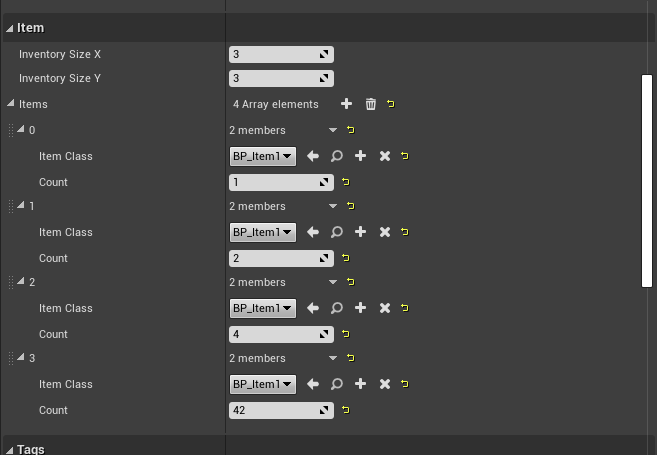 Item
Inventory Size X 3
Inventory Size Y 3
Items 4 Array elements
0 2 members
Item Class BP_Item1
Count 1
1 2 members
Item Class BP_Item1
Count 2
2 2 members
Item Class BP_Item1
Count 4
3 2 members
Item Class BP_Item1
Count 42
Tags